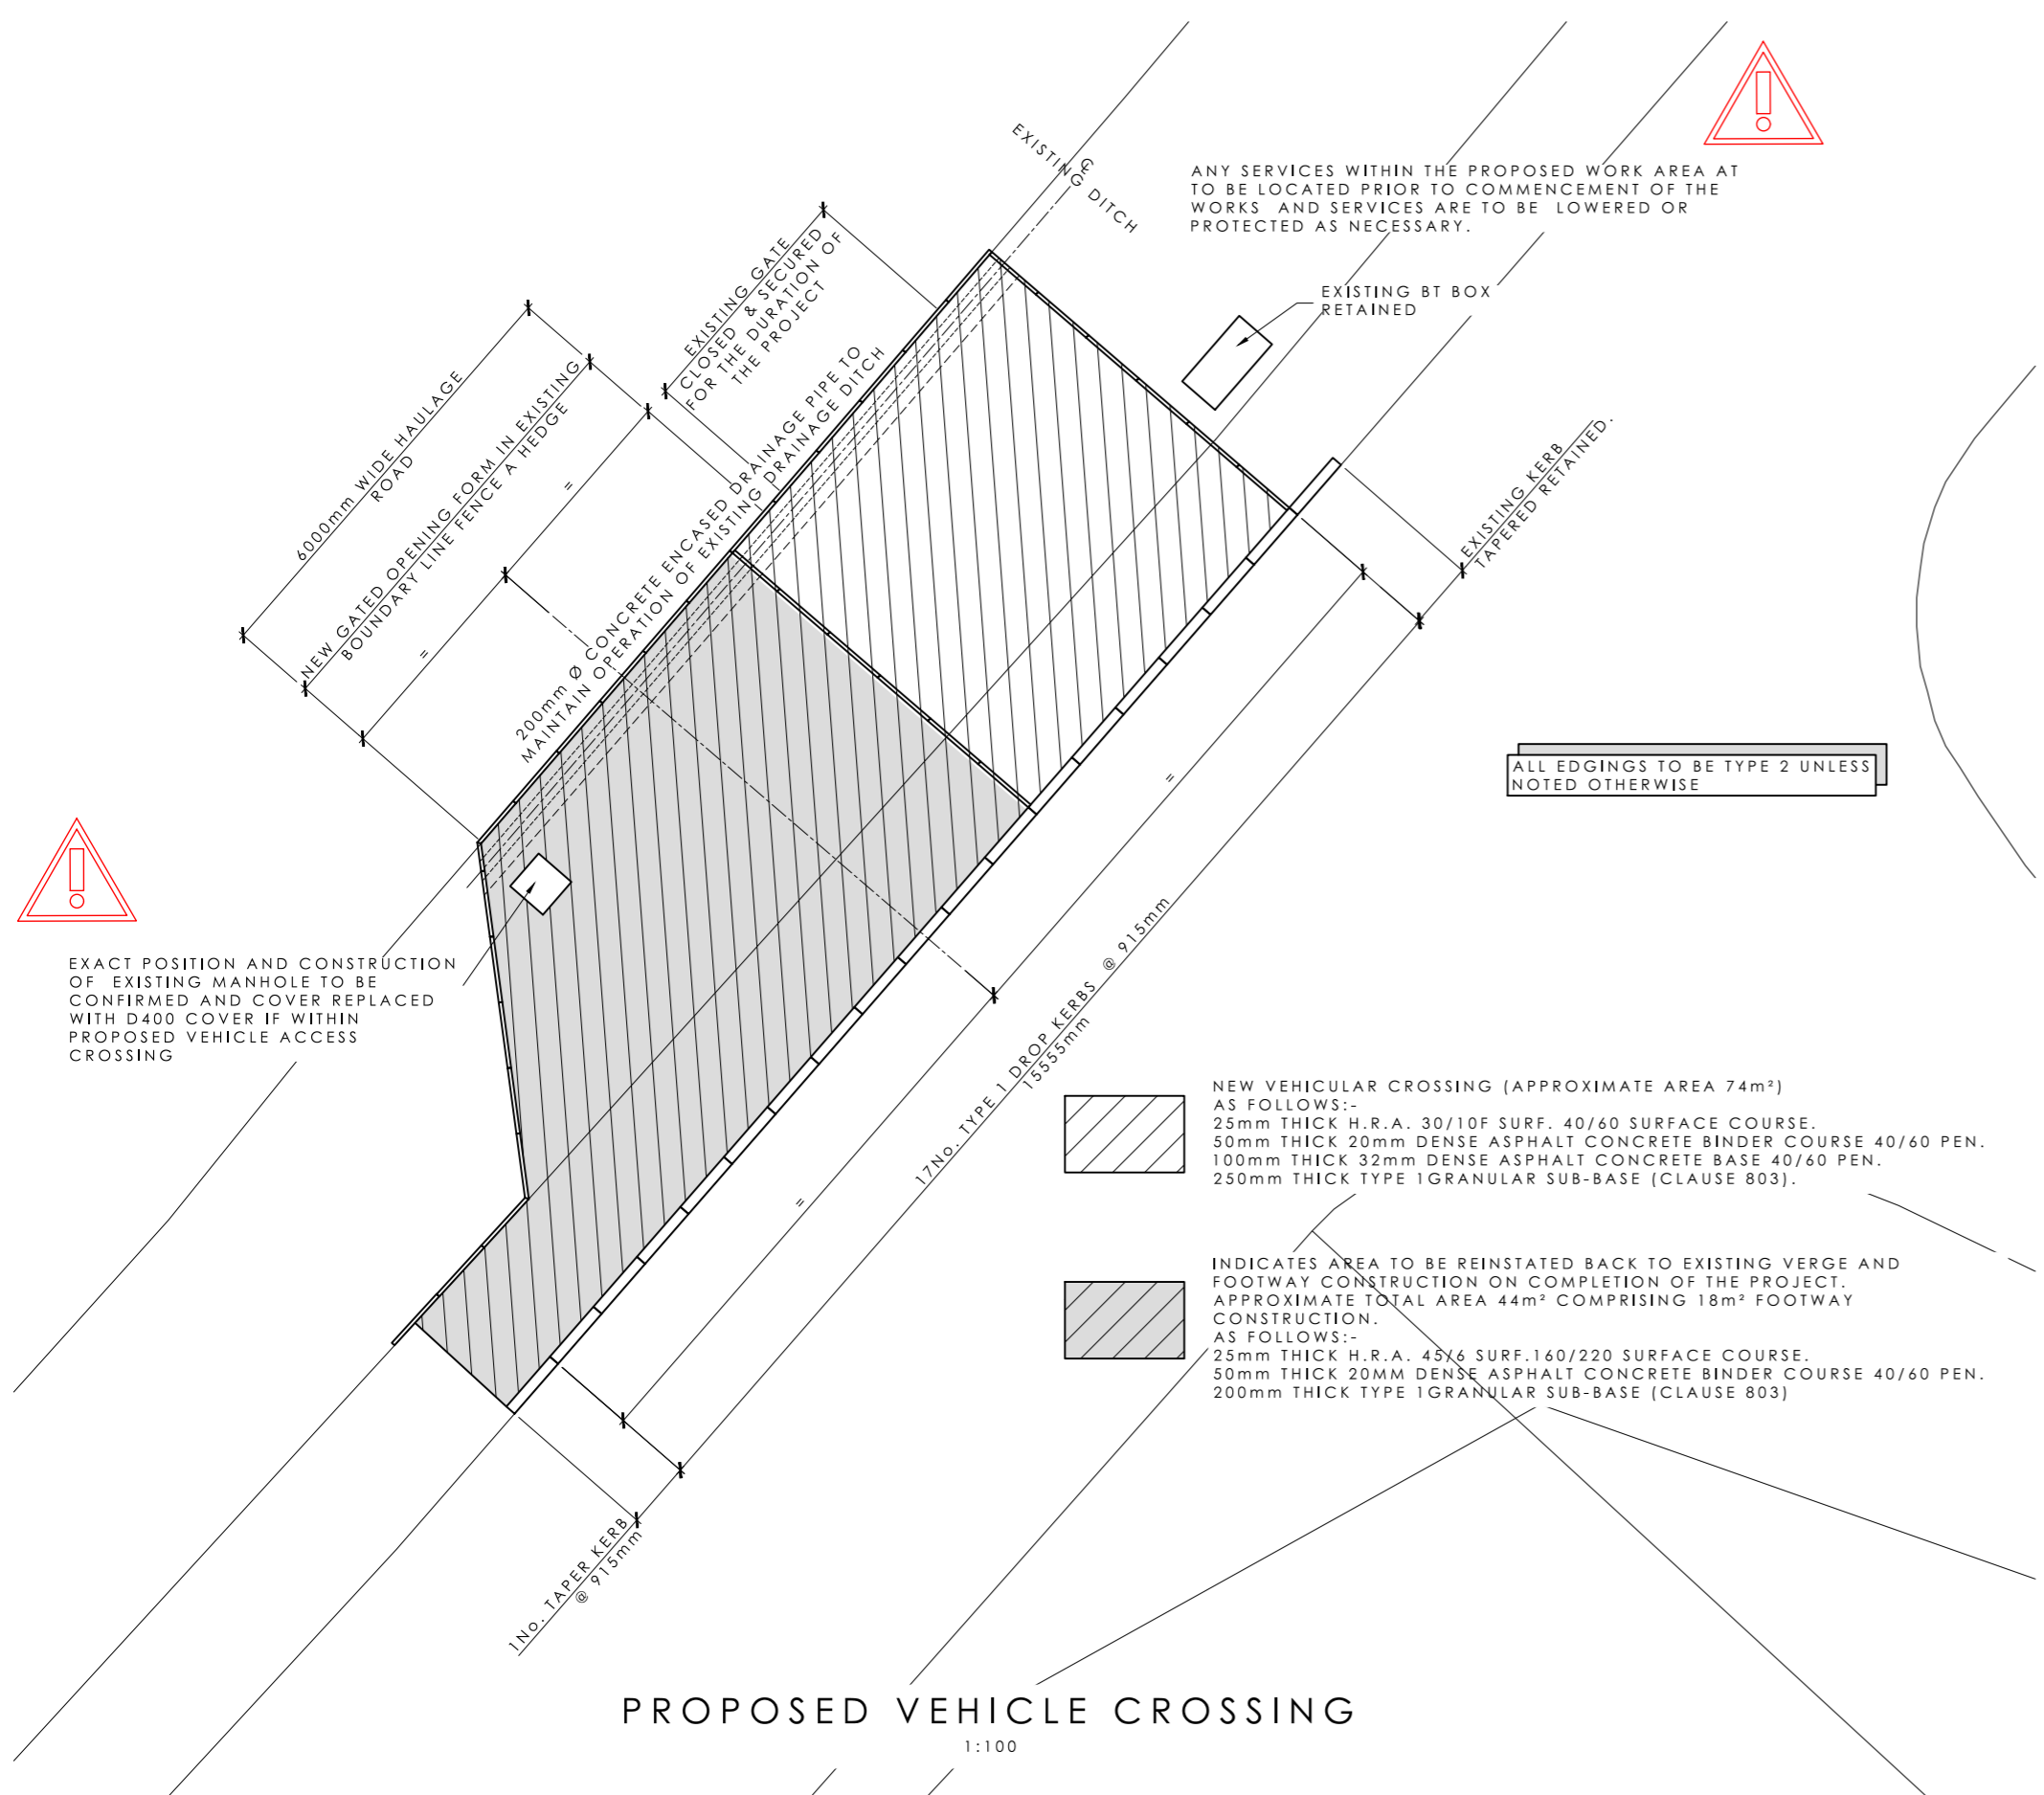 EXISTING DITCH
℄
ANY SERVICES WITHIN THE PROPOSED WORK AREA AT
TO BE LOCATED PRIOR TO COMMENCEMENT OF THE
WORKS AND SERVICES ARE TO BE LOWERED OR
PROTECTED AS NECESSARY.
EXISTING BT BOX
RETAINED
EXISTING GATE
CLOSED & SECURED
FOR THE DURATION OF
THE PROJECT
6000mm WIDE HAULAGE
ROAD
NEW GATED OPENING FORM IN EXISTING
BOUNDARY LINE FENCE A HEDGE
=
=
200mm Ø CONCRETE ENCASED DRAINAGE PIPE TO
MAINTAIN OPERATION OF EXISTING DRAINAGE DITCH
EXISTING KERB
TAPERED RETAINED.
ALL EDGINGS TO BE TYPE 2 UNLESS
NOTED OTHERWISE
EXACT POSITION AND CONSTRUCTION
OF EXISTING MANHOLE TO BE
CONFIRMED AND COVER REPLACED
WITH D400 COVER IF WITHIN
PROPOSED VEHICLE ACCESS
CROSSING
=
=
17No. TYPE 1 DROP KERBS @ 915mm
15555mm
NEW VEHICULAR CROSSING (APPROXIMATE AREA 74m²)
AS FOLLOWS:-
25mm THICK H.R.A. 30/10F SURF. 40/60 SURFACE COURSE.
50mm THICK 20mm DENSE ASPHALT CONCRETE BINDER COURSE 40/60 PEN.
100mm THICK 32mm DENSE ASPHALT CONCRETE BASE 40/60 PEN.
250mm THICK TYPE 1GRANULAR SUB-BASE (CLAUSE 803).
INDICATES AREA TO BE REINSTATED BACK TO EXISTING VERGE AND
FOOTWAY CONSTRUCTION ON COMPLETION OF THE PROJECT.
APPROXIMATE TOTAL AREA 44m² COMPRISING 18m² FOOTWAY
CONSTRUCTION.
AS FOLLOWS:-
25mm THICK H.R.A. 45/6 SURF.160/220 SURFACE COURSE.
50mm THICK 20MM DENSE ASPHALT CONCRETE BINDER COURSE 40/60 PEN.
200mm THICK TYPE 1GRANULAR SUB-BASE (CLAUSE 803)
1No. TAPER KERB
@ 915mm
PROPOSED VEHICLE CROSSING
1:100